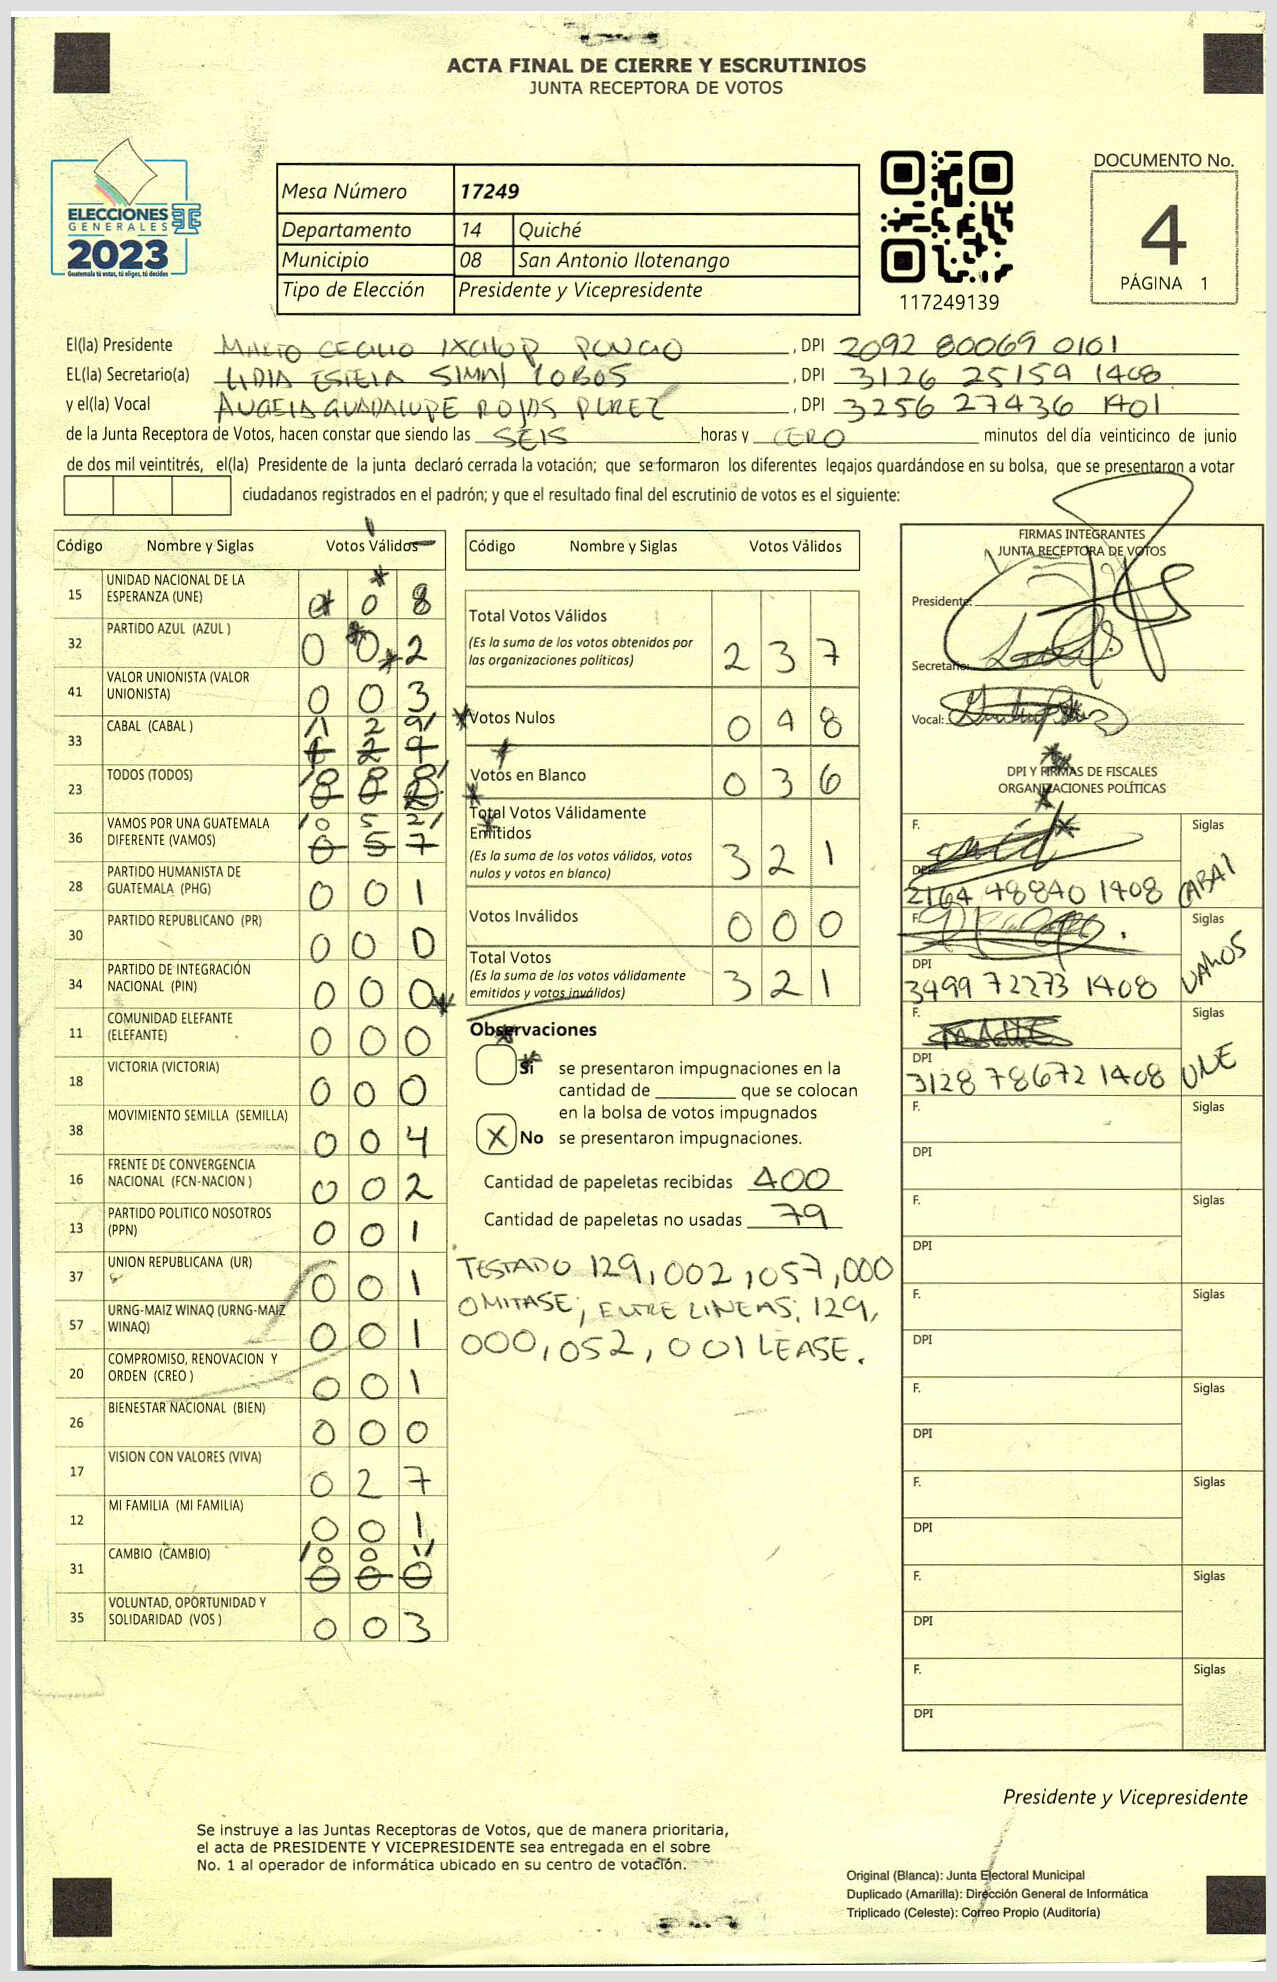 ACTA FINAL DE CIERRE Y ESCRUTINIOS
JUNTA RECEPTORA DE VOTOS
ELECCIONES
GENERALES
2023
Guatemala tú votas, tú eliges, tú decides
Mesa Número 17249
Departamento 14 Quiché
Municipio 08 San Antonio Ilotenango
Tipo de Elección Presidente y Vicepresidente
117249139
DOCUMENTO No.
4
PÁGINA 1
El(la) Presidente CECILIO , DPI 2092 80069 0101
EL(la) Secretario(a) LIDIA ESTELA LOBOS , DPI 3126 25159 1408
y el(la) Vocal ANGELA GUADALUPE ROJAS PEREZ , DPI 3256 27436 1401
de la Junta Receptora de Votos, hacen constar que siendo las SEIS horas y CERO minutos del día veinticinco de junio
de dos mil veintitrés, el(la) Presidente de la junta declaró cerrada la votación; que se formaron los diferentes legajos guardándose en su bolsa, que se presentaron a votar
ciudadanos registrados en el padrón; y que el resultado final del escrutinio de votos es el siguiente:
Código Nombre y Siglas Votos Válidos
15 UNIDAD NACIONAL DE LA ESPERANZA (UNE) 0 0 8
32 PARTIDO AZUL (AZUL ) 0 0 2
41 VALOR UNIONISTA (VALOR UNIONISTA) 0 0 3
33 CABAL (CABAL ) 1 2 9
23 TODOS (TODOS)
36 VAMOS POR UNA GUATEMALA DIFERENTE (VAMOS) 0 5 2
0 5 7
28 PARTIDO HUMANISTA DE GUATEMALA (PHG) 0 0 1
30 PARTIDO REPUBLICANO (PR) 0 0 0
34 PARTIDO DE INTEGRACIÓN NACIONAL (PIN) 0 0 0
11 COMUNIDAD ELEFANTE (ELEFANTE) 0 0 0
18 VICTORIA (VICTORIA) 0 0 0
38 MOVIMIENTO SEMILLA (SEMILLA) 0 0 4
16 FRENTE DE CONVERGENCIA NACIONAL (FCN-NACION ) 0 0 2
13 PARTIDO POLITICO NOSOTROS (PPN) 0 0 1
37 UNION REPUBLICANA (UR) 0 0 1
57 URNG-MAIZ WINAQ (URNG-MAIZ WINAQ) 0 0 1
20 COMPROMISO, RENOVACION Y ORDEN (CREO ) 0 0 1
26 BIENESTAR NACIONAL (BIEN) 0 0 0
17 VISION CON VALORES (VIVA) 0 2 7
12 MI FAMILIA (MI FAMILIA) 0 0 1
31 CAMBIO (CAMBIO) 0 0 1
0 0 0
35 VOLUNTAD, OPORTUNIDAD Y SOLIDARIDAD (VOS ) 0 0 3
Código Nombre y Siglas Votos Válidos
Total Votos Válidos 2 3 7
(Es la suma de los votos obtenidos por
las organizaciones políticas)
Votos Nulos 0 4 8
Votos en Blanco 0 3 6
Total Votos Válidamente
Emitidos 3 2 1
(Es la suma de los votos válidos, votos
nulos y votos en blanco)
Votos Inválidos 0 0 0
Total Votos 3 2 1
(Es la suma de los votos válidamente
emitidos y votos inválidos)
Observaciones
Si se presentaron impugnaciones en la
cantidad de ________ que se colocan
en la bolsa de votos impugnados
X No se presentaron impugnaciones.
Cantidad de papeletas recibidas 400
Cantidad de papeletas no usadas 79
TESTADO 129,002,057,000
OMITASE; ENTRE LINEAS: 129,
000,052,001 LEASE.
FIRMAS INTEGRANTES
JUNTA RECEPTORA DE VOTOS
Presidente:
Secretario:
Vocal:
DPI Y FIRMAS DE FISCALES
ORGANIZACIONES POLÍTICAS
F. Siglas
DPI
2164 48840 1408 CABAL
F. Siglas
DPI
3499 72273 1408 VAMOS
F. Siglas
DPI
3128 78672 1408 UNE
F. Siglas
DPI
F. Siglas
DPI
F. Siglas
DPI
F. Siglas
DPI
F. Siglas
DPI
F. Siglas
DPI
F. Siglas
DPI
Presidente y Vicepresidente
Se instruye a las Juntas Receptoras de Votos, que de manera prioritaria,
el acta de PRESIDENTE Y VICEPRESIDENTE sea entregada en el sobre
No. 1 al operador de informática ubicado en su centro de votación.
Original (Blanca): Junta Electoral Municipal
Duplicado (Amarilla): Dirección General de Informática
Triplicado (Celeste): Correo Propio (Auditoría)